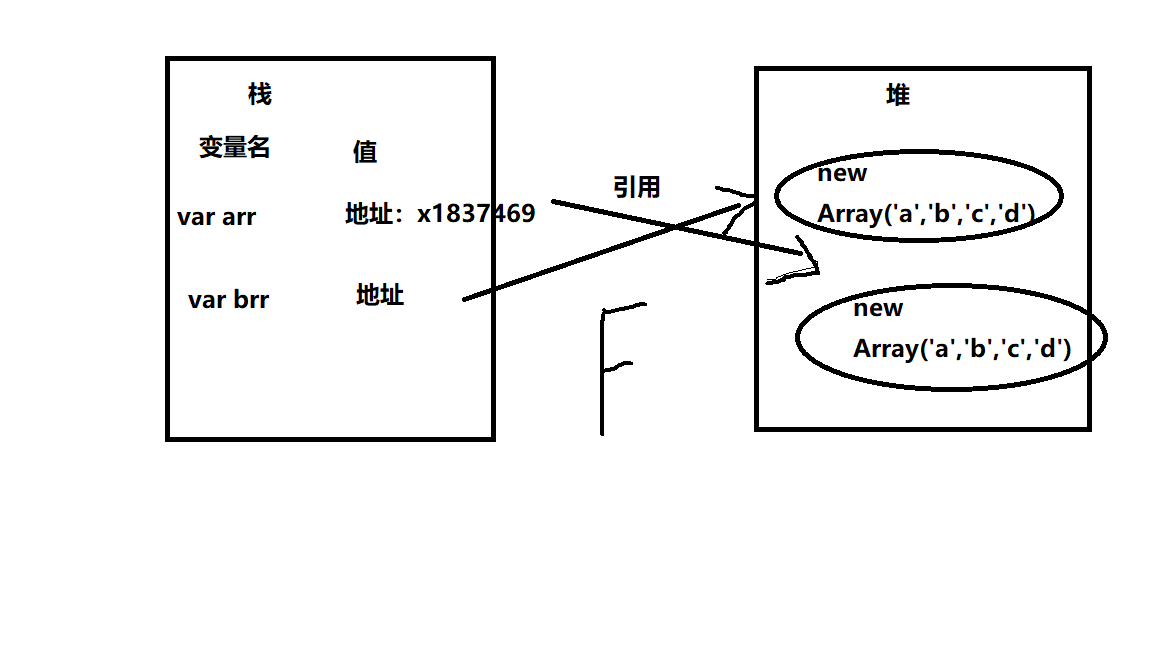 栈
变量名 值
var arr 地址：x1837469
var brr 地址
引用
堆
new
Array('a','b','c','d')
new
Array('a','b','c','d')